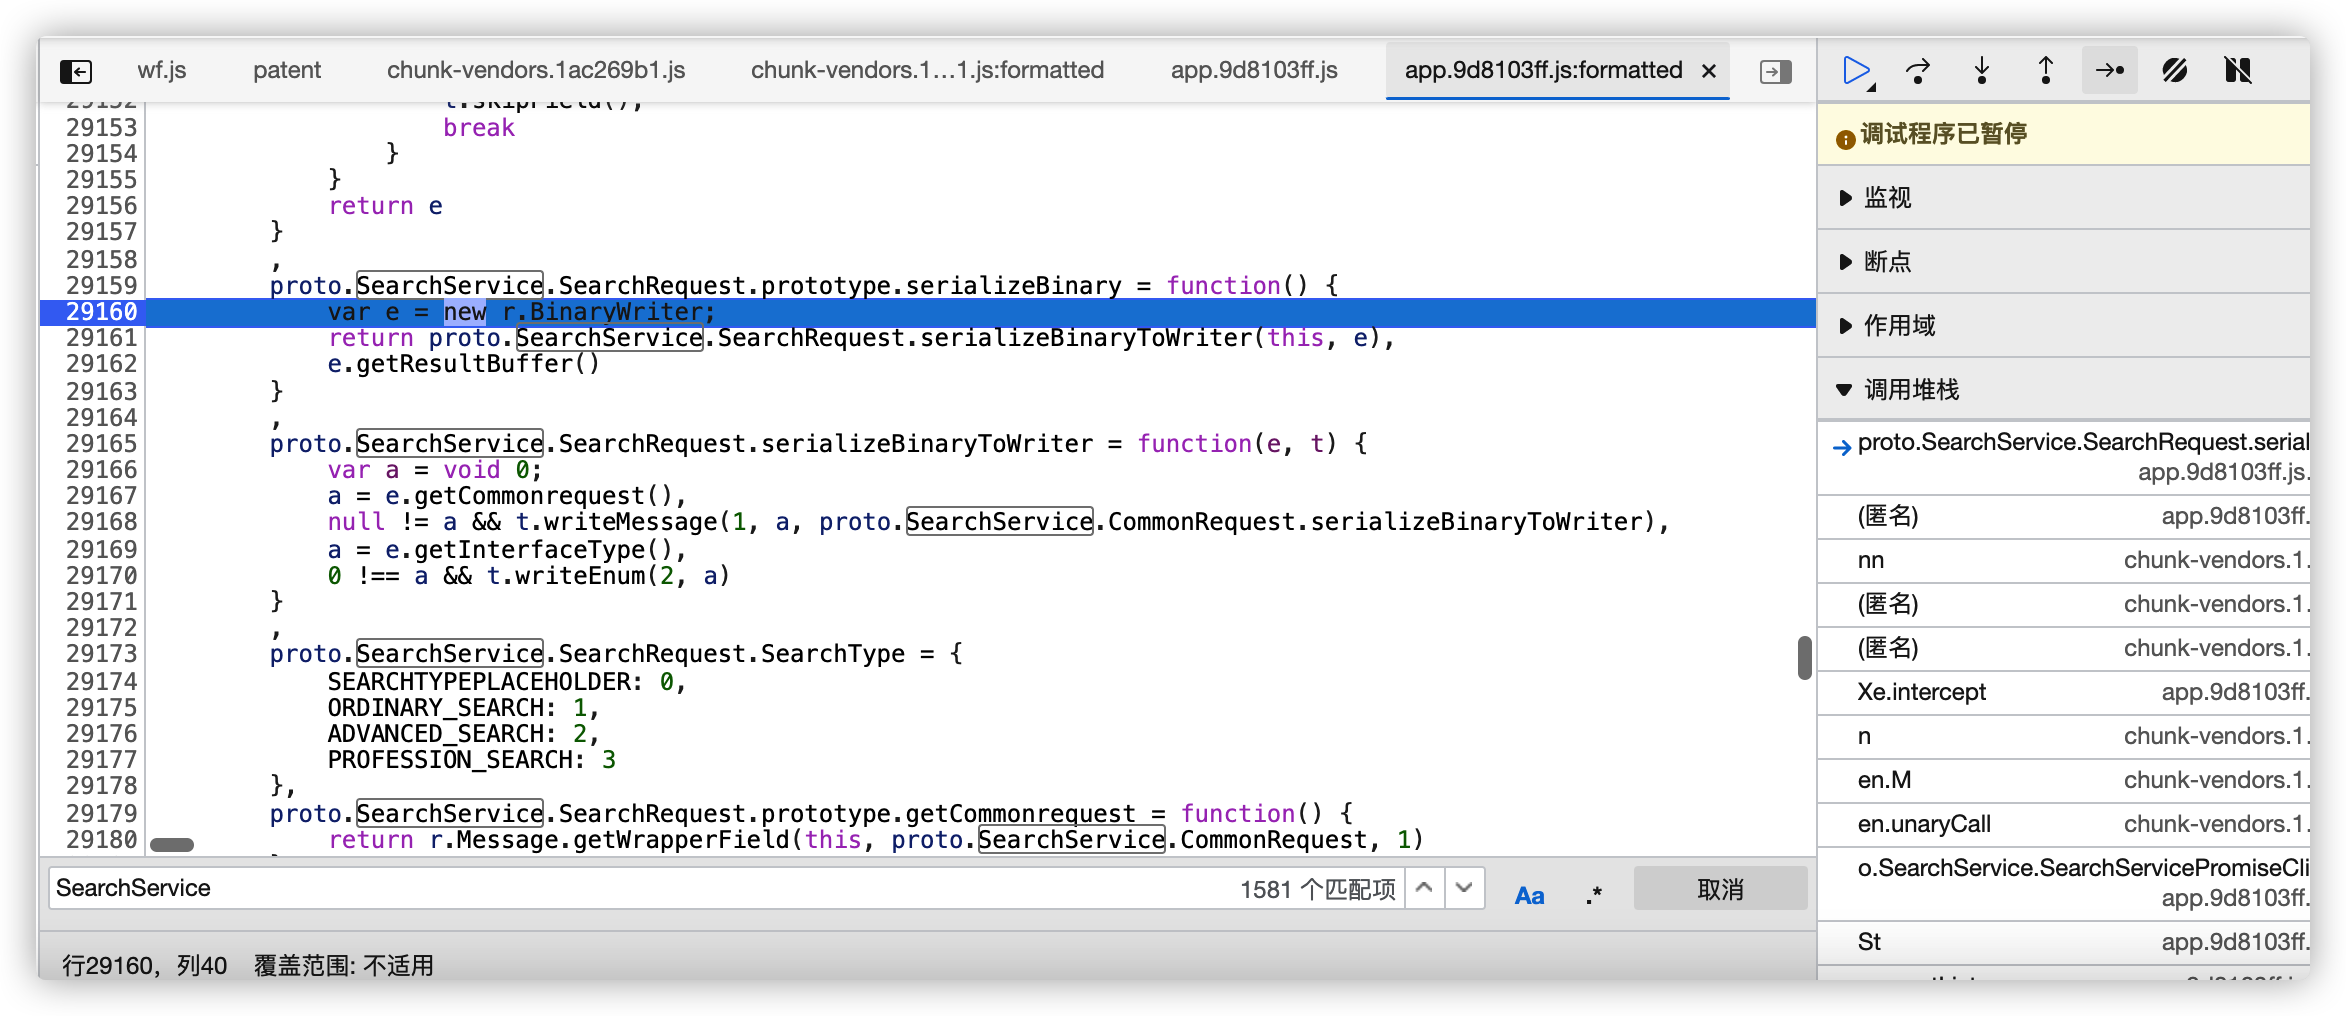 wf.js patent chunk-vendors.1ac269b1.js chunk-vendors.1…1.js:formatted app.9d8103ff.js app.9d8103ff.js:formatted ×
29152 t.skipField(),
29153 break
29154 }
29155 }
29156 return e
29157 }
29158 ,
29159 proto.SearchService.SearchRequest.prototype.serializeBinary = function() {
29160 var e = new r.BinaryWriter;
29161 return proto.SearchService.SearchRequest.serializeBinaryToWriter(this, e),
29162 e.getResultBuffer()
29163 }
29164 ,
29165 proto.SearchService.SearchRequest.serializeBinaryToWriter = function(e, t) {
29166 var a = void 0;
29167 a = e.getCommonrequest(),
29168 null != a && t.writeMessage(1, a, proto.SearchService.CommonRequest.serializeBinaryToWriter),
29169 a = e.getInterfaceType(),
29170 0 !== a && t.writeEnum(2, a)
29171 }
29172 ,
29173 proto.SearchService.SearchRequest.SearchType = {
29174 SEARCHTYPEPLACEHOLDER: 0,
29175 ORDINARY_SEARCH: 1,
29176 ADVANCED_SEARCH: 2,
29177 PROFESSION_SEARCH: 3
29178 },
29179 proto.SearchService.SearchRequest.prototype.getCommonrequest = function() {
29180 return r.Message.getWrapperField(this, proto.SearchService.CommonRequest, 1)
SearchService 1581 个匹配项 Aa .* 取消
行29160，列40 覆盖范围: 不适用
调试程序已暂停
监视
断点
作用域
调用堆栈
proto.SearchService.SearchRequest.serial
app.9d8103ff.js.
(匿名) app.9d8103ff.
nn chunk-vendors.1.
(匿名) chunk-vendors.1.
(匿名) chunk-vendors.1.
Xe.intercept app.9d8103ff.
n chunk-vendors.1.
en.M chunk-vendors.1.
en.unaryCall chunk-vendors.1.
o.SearchService.SearchServicePromiseCli
app.9d8103ff.
St app.9d8103ff.